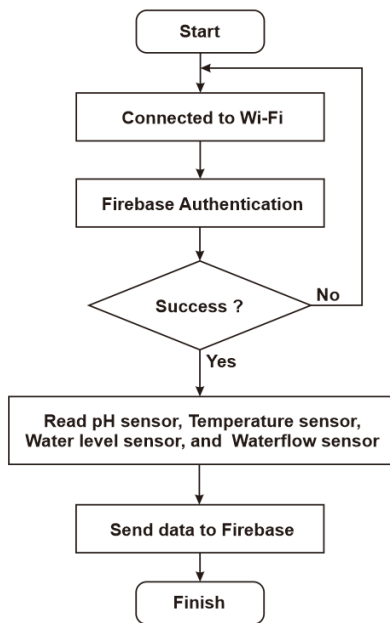 Start
Connected to Wi-Fi
Firebase Authentication
Success ?
No
Yes
Read pH sensor, Temperature sensor,
Water level sensor, and Waterflow sensor
Send data to Firebase
Finish